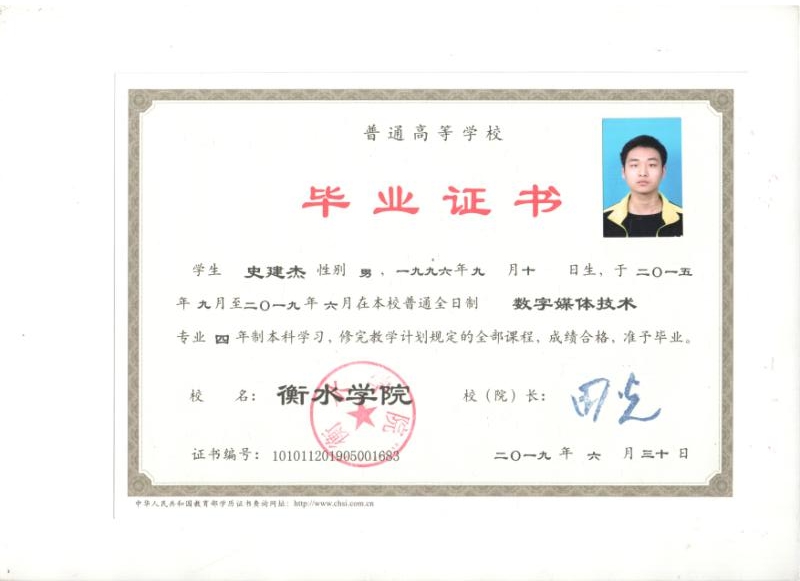 普通高等学校
毕业证书
学生 史建杰 性别 男，一九九六年九 月十 日生，于二〇一五
年九月至二〇一九年六月在本校普通全日制 数字媒体技术
专业 四 年制本科学习，修完教学计划规定的全部课程，成绩合格，准予毕业。
校 名：衡水学院 校（院）长：田光
证书编号：101011201905001683 二〇一九年 六 月三十日
中华人民共和国教育部学历证书查询网址：http://www.chsi.com.cn